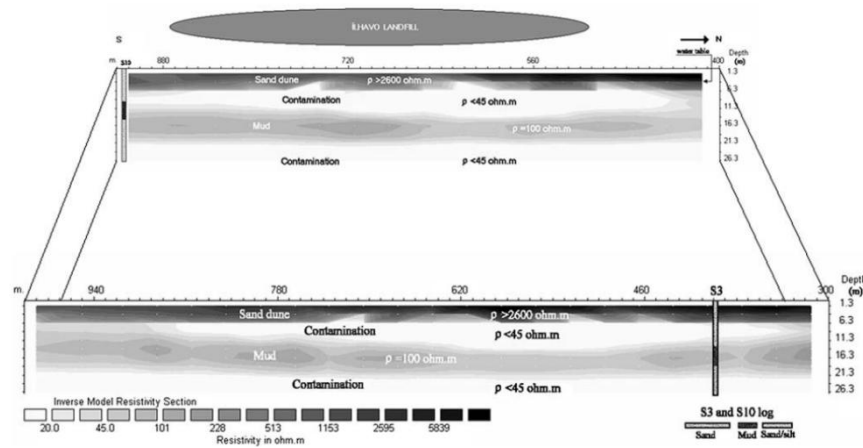 İLHAVO LANDFILL
S
N
water table
Depth
(m)
m.
S10
880
720
560
400
1.3
6.3
11.3
16.3
21.3
26.3
Sand dune
ρ >2600 ohm.m
Contamination
ρ <45 ohm.m
Mud
ρ =100 ohm.m
Contamination
ρ <45 ohm.m
m.
940
780
620
460
S3
300
Depth
(m)
1.3
6.3
11.3
16.3
21.3
26.3
Sand dune
ρ >2600 ohm.m
Contamination
ρ <45 ohm.m
Mud
ρ =100 ohm.m
Contamination
ρ <45 ohm.m
Inverse Model Resistivity Section
20.0 45.0 101 228 513 1153 2595 5839
Resistivity in ohm.m
S3 and S10 log
Sand Mud Sand/silt